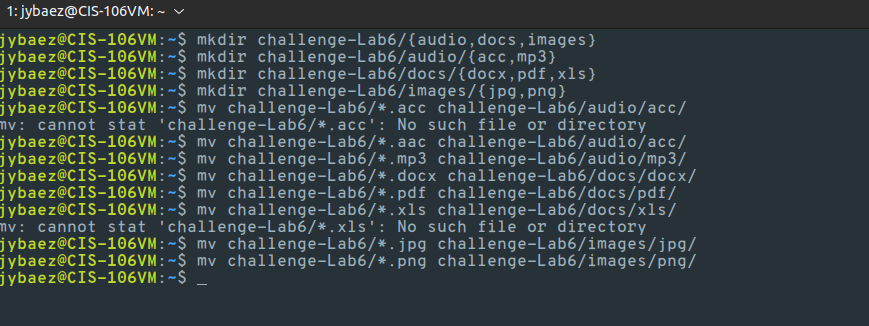 1: jybaez@CIS-106VM: ~
jybaez@CIS-106VM:~$ mkdir challenge-Lab6/{audio,docs,images}
jybaez@CIS-106VM:~$ mkdir challenge-Lab6/audio/{acc,mp3}
jybaez@CIS-106VM:~$ mkdir challenge-Lab6/docs/{docx,pdf,xls}
jybaez@CIS-106VM:~$ mkdir challenge-Lab6/images/{jpg,png}
jybaez@CIS-106VM:~$ mv challenge-Lab6/*.acc challenge-Lab6/audio/acc/
mv: cannot stat 'challenge-Lab6/*.acc': No such file or directory
jybaez@CIS-106VM:~$ mv challenge-Lab6/*.aac challenge-Lab6/audio/acc/
jybaez@CIS-106VM:~$ mv challenge-Lab6/*.mp3 challenge-Lab6/audio/mp3/
jybaez@CIS-106VM:~$ mv challenge-Lab6/*.docx challenge-Lab6/docs/docx/
jybaez@CIS-106VM:~$ mv challenge-Lab6/*.pdf challenge-Lab6/docs/pdf/
jybaez@CIS-106VM:~$ mv challenge-Lab6/*.xls challenge-Lab6/docs/xls/
mv: cannot stat 'challenge-Lab6/*.xls': No such file or directory
jybaez@CIS-106VM:~$ mv challenge-Lab6/*.jpg challenge-Lab6/images/jpg/
jybaez@CIS-106VM:~$ mv challenge-Lab6/*.png challenge-Lab6/images/png/
jybaez@CIS-106VM:~$ _